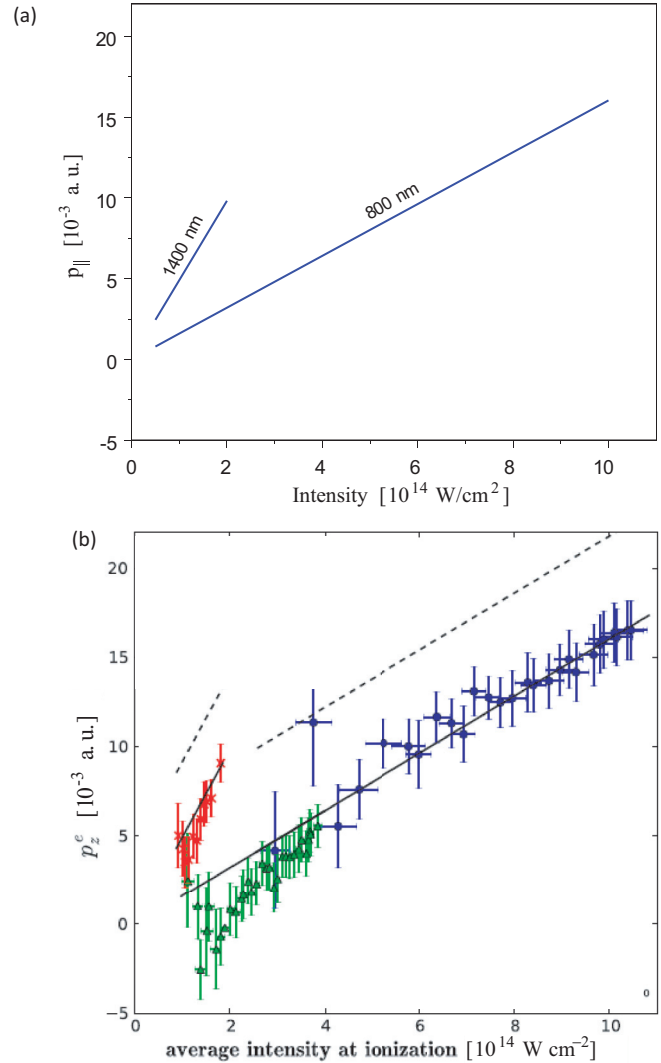 (a)
20
15
10
5
0
-5
p∥ [10⁻³ a. u.]
1400 nm
800 nm
0 2 4 6 8 10
Intensity [10¹⁴ W/cm²]
(b)
20
15
10
5
0
−5
pᵉ_z [10⁻³ a. u.]
o
0 2 4 6 8 10
average intensity at ionization [10¹⁴ W cm⁻²]